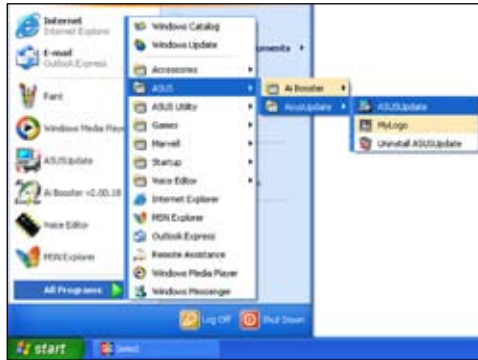 Internet
Internet Explorer
E-mail
Outlook Express
Paint
Windows Media Player
ASUSUpdate
Ai Booster v2.00.18
Voice Editor
MSN Explorer
All Programs
Windows Catalog
Windows Update
Accessories
ASUS
ASUS Utility
Games
Marvell
Startup
Voice Editor
Internet Explorer
MSN Explorer
Outlook Express
Remote Assistance
Windows Media Player
Windows Messenger
uments
Ai Booster
AsusUpdate
ASUSUpdate
MyLogo
Uninstall ASUSUpdate
Log Off
Shut Down
start